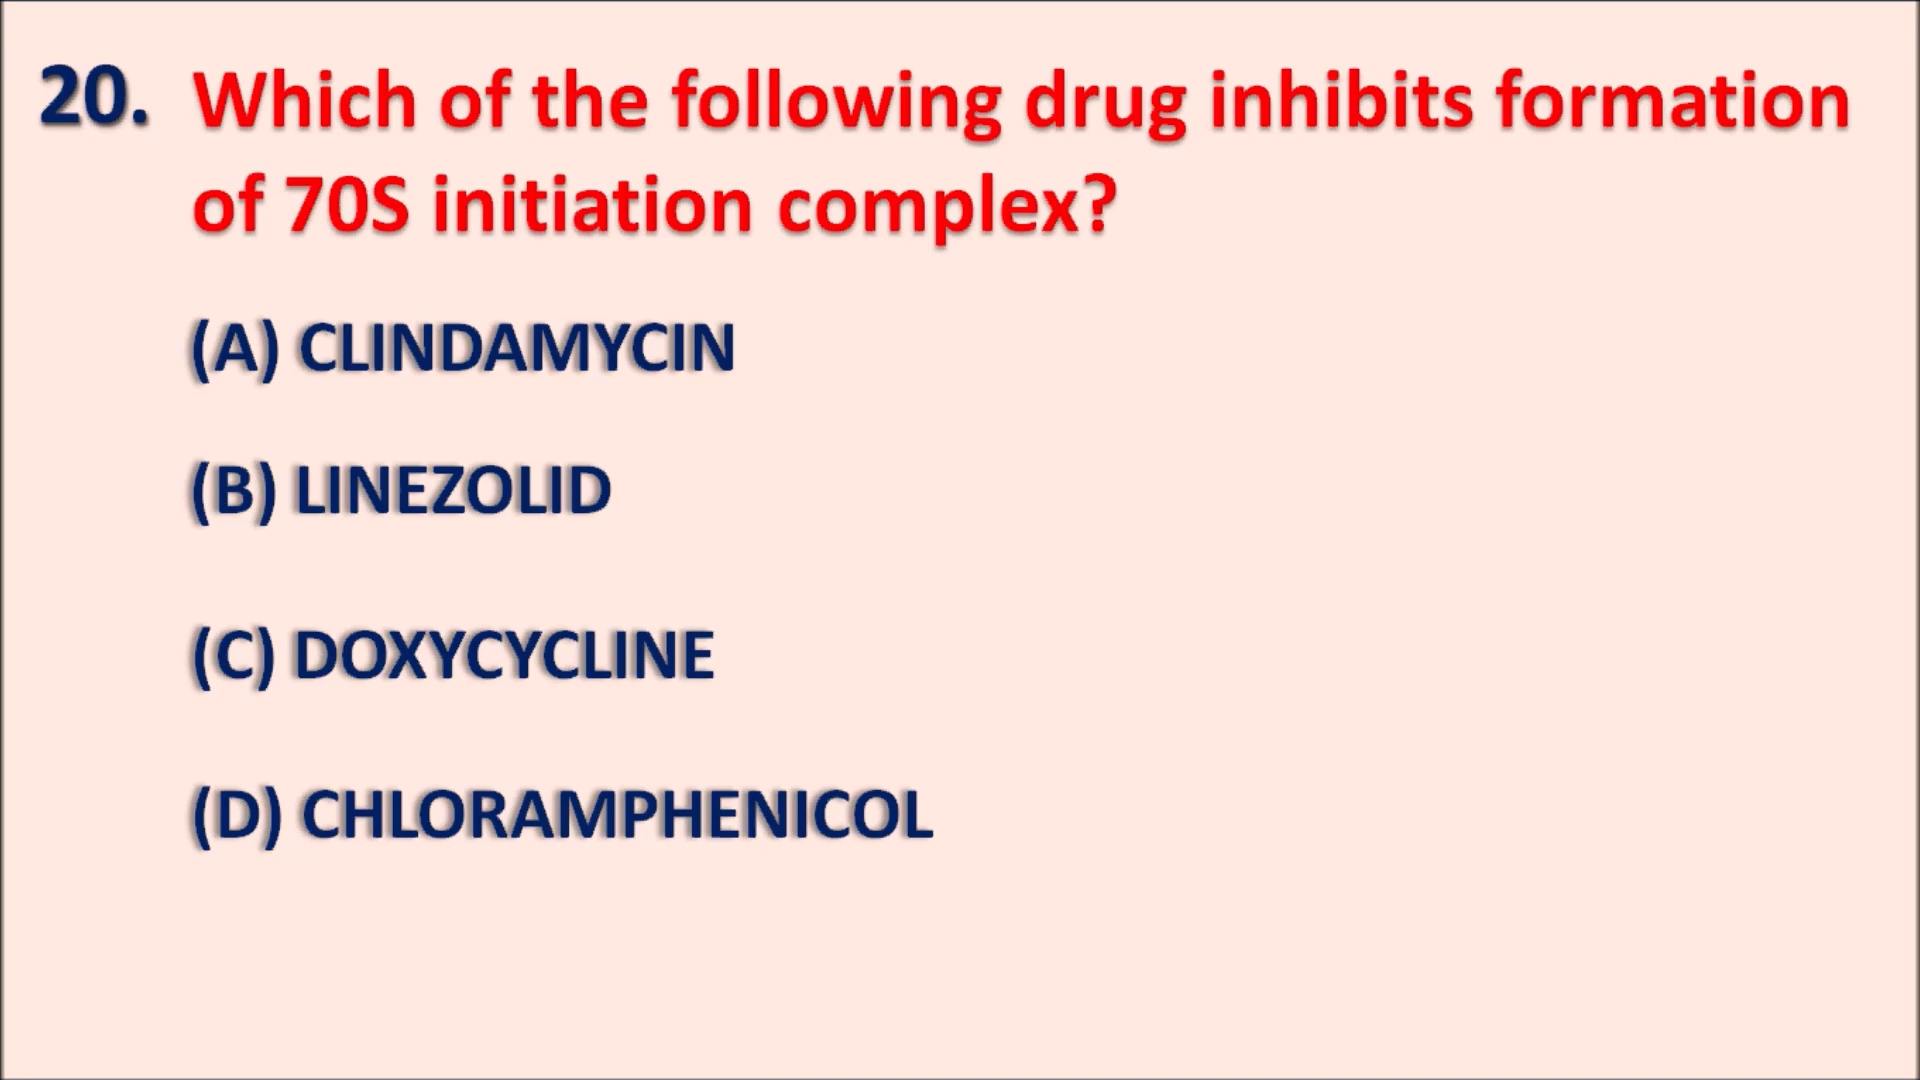 20. Which of the following drug inhibits formation
of 70S initiation complex?
(A) CLINDAMYCIN
(B) LINEZOLID
(C) DOXYCYCLINE
(D) CHLORAMPHENICOL